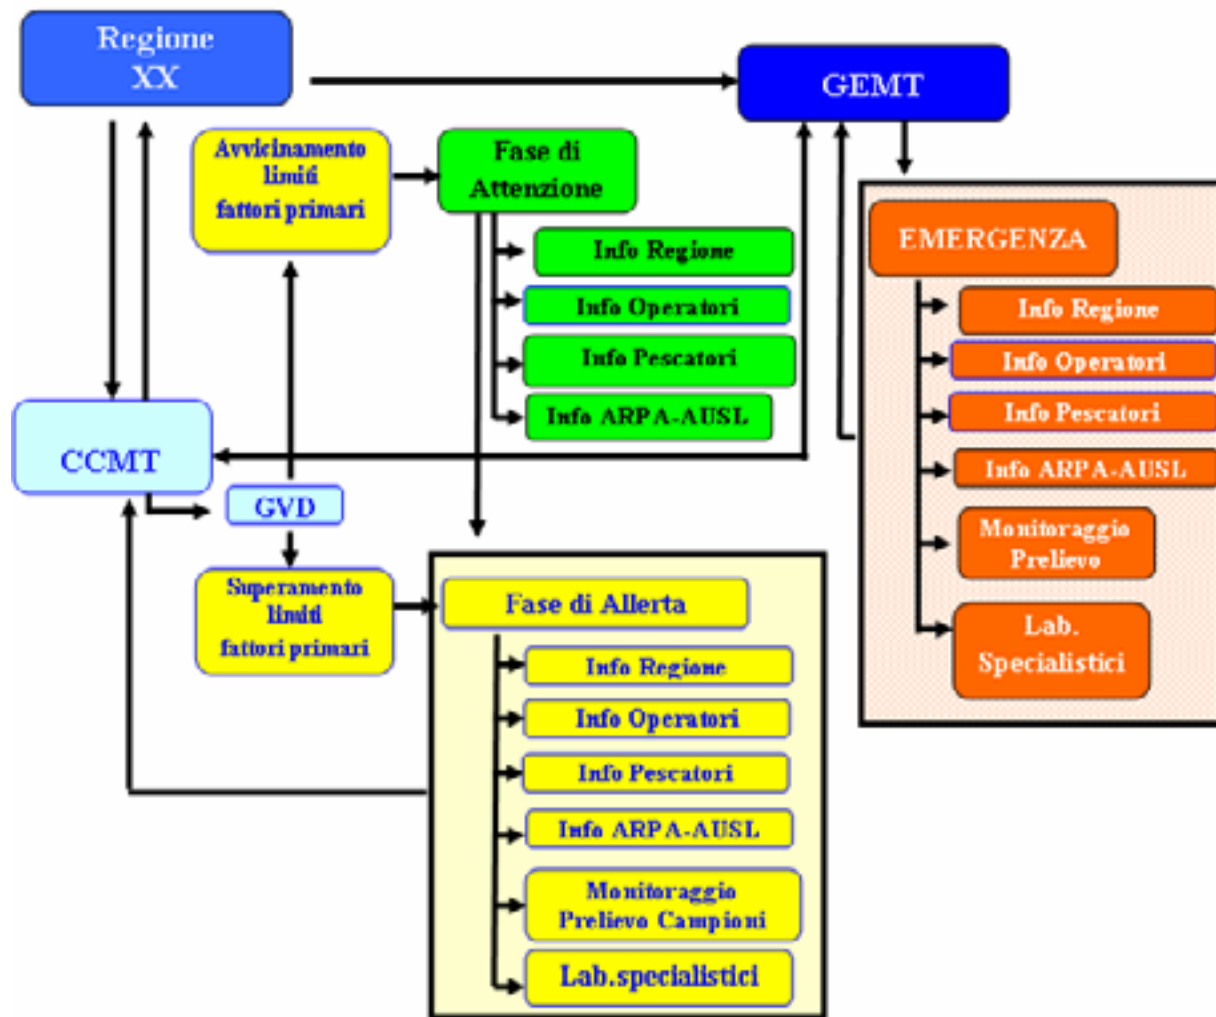 Regione
XX
GEMT
Avvicinamento
limiti
fattori primari
Fase di
Attenzione
Info Regione
Info Operatori
Info Pescatori
Info ARPA-AUSL
EMERGENZA
Info Regione
Info Operatori
Info Pescatori
Info ARPA-AUSL
Monitoraggio
Prelievo
Lab.
Specialistici
CCMT
GVD
Superamento
limiti
fattori primari
Fase di Allerta
Info Regione
Info Operatori
Info Pescatori
Info ARPA-AUSL
Monitoraggio
Prelievo Campioni
Lab.specialistici